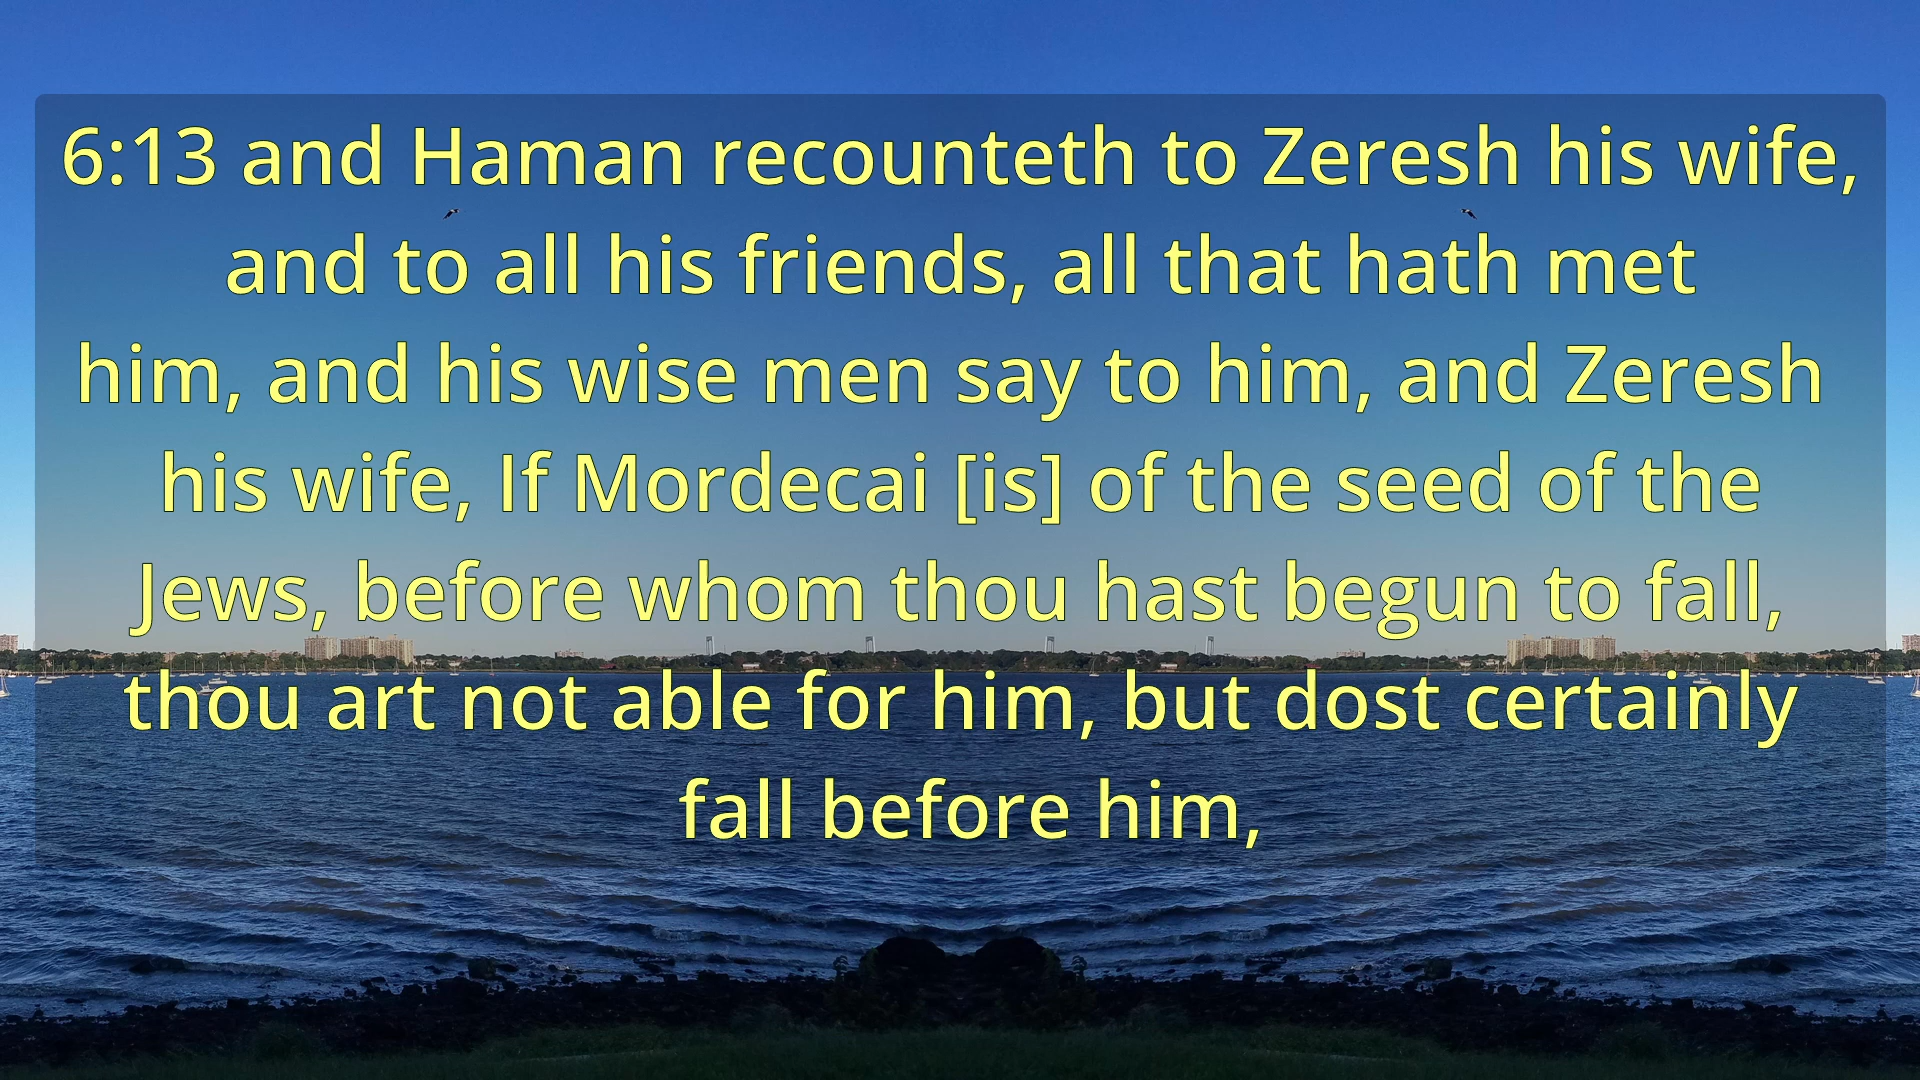 6:13 and Haman recounteth to Zeresh his wife,
and to all his friends, all that hath met
him, and his wise men say to him, and Zeresh
his wife, If Mordecai [is] of the seed of the
Jews, before whom thou hast begun to fall,
thou art not able for him, but dost certainly
fall before him,